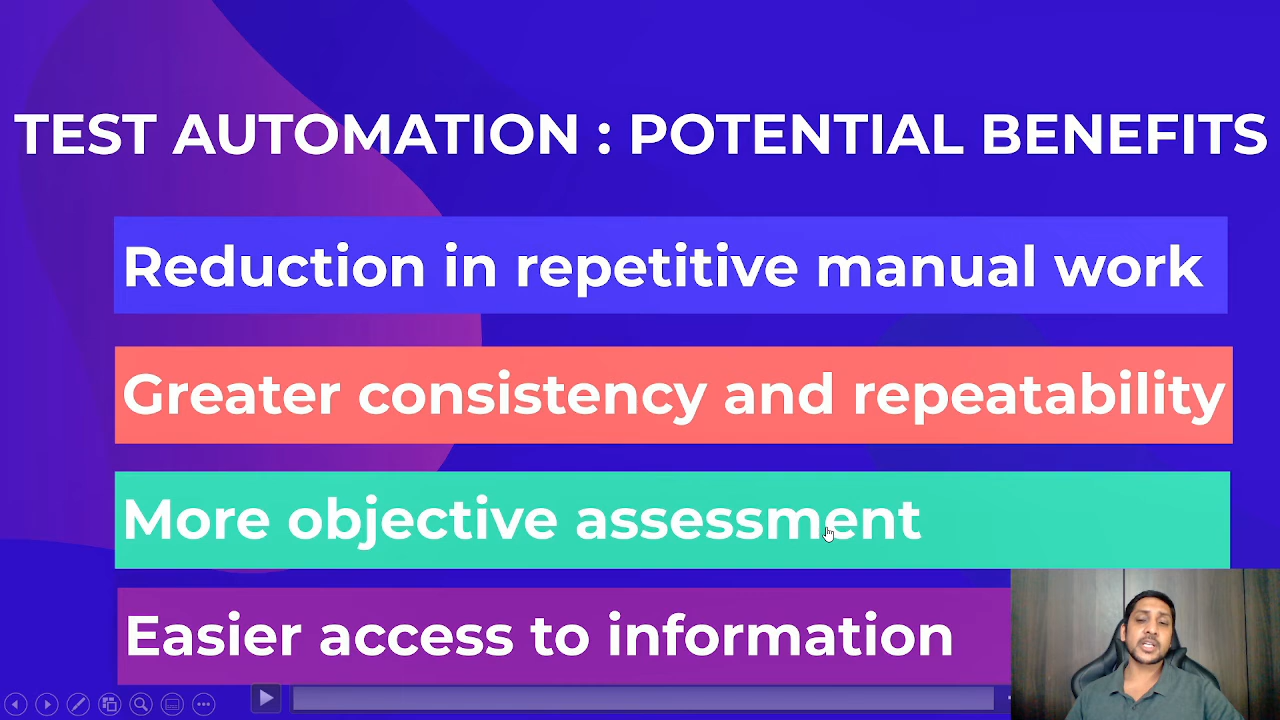 TEST AUTOMATION : POTENTIAL BENEFITS
Reduction in repetitive manual work
Greater consistency and repeatability
More objective assessment
Easier access to information